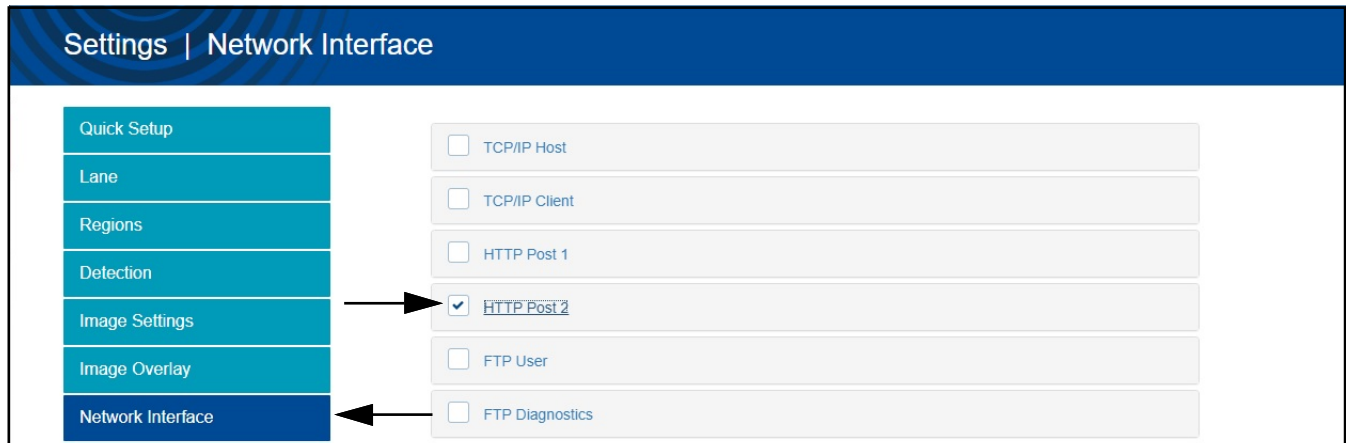 Settings | Network Interface
Quick Setup
Lane
Regions
Detection
Image Settings
Image Overlay
Network Interface
TCP/IP Host
TCP/IP Client
HTTP Post 1
HTTP Post 2
FTP User
FTP Diagnostics